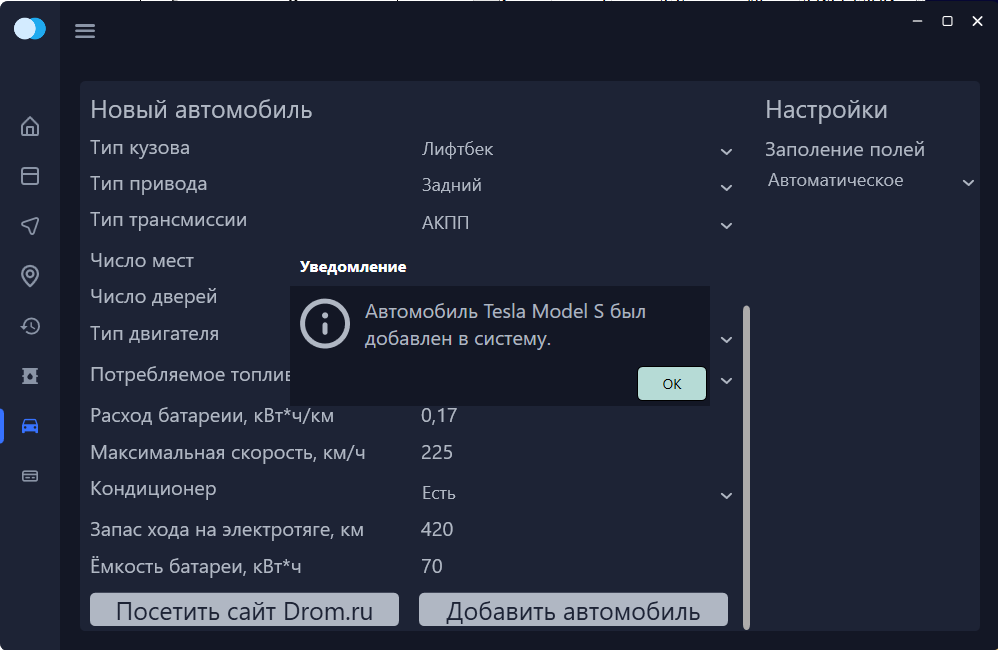 Новый автомобиль
Настройки
Тип кузова
Лифтбек
Заполение полей
Тип привода
Задний
Автоматическое
Тип трансмиссии
АКПП
Число мест
Уведомление
Число дверей
Автомобиль Tesla Model S был
добавлен в систему.
Тип двигателя
Потребляемое топлив
OK
Расход батареии, кВт*ч/км
0,17
Максимальная скорость, км/ч
225
Кондиционер
Есть
Запас хода на электротяге, км
420
Ёмкость батареи, кВт*ч
70
Посетить сайт Drom.ru
Добавить автомобиль